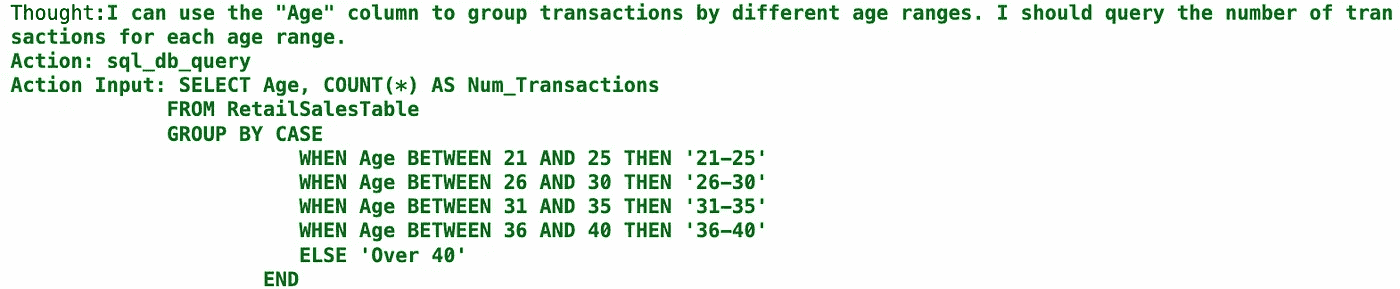 Thought:I can use the "Age" column to group transactions by different age ranges. I should query the number of tran
sactions for each age range.
Action: sql_db_query
Action Input: SELECT Age, COUNT(*) AS Num_Transactions
FROM RetailSalesTable
GROUP BY CASE
WHEN Age BETWEEN 21 AND 25 THEN '21–25'
WHEN Age BETWEEN 26 AND 30 THEN '26–30'
WHEN Age BETWEEN 31 AND 35 THEN '31–35'
WHEN Age BETWEEN 36 AND 40 THEN '36–40'
ELSE 'Over 40'
END